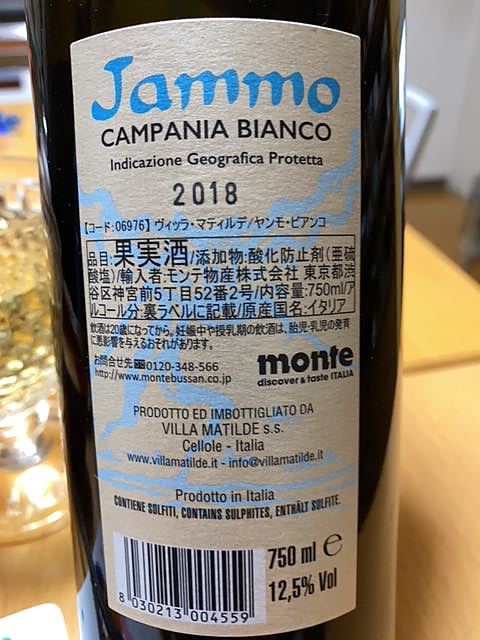 Jammo
CAMPANIA BIANCO
Indicazione Geografica Protetta
2018
【コード:06976】ヴィッラ・マティルデ/ヤンモ・ビアンコ
品目:果実酒/添加物:酸化防止剤(亜硫
酸塩)/輸入者:モンテ物産株式会社 東京都渋
谷区神宮前5丁目52番2号/内容量:750ml/ア
ルコール分:裏ラベルに記載/原産国名:イタリア
飲酒は20歳になってから。妊娠中や授乳期の飲酒は、胎児・乳児の発育
に悪影響を与えるおそれがあります。
お問合せ先 0120-348-566
http://www.montebussan.co.jp
monte
discover & taste ITALIA
PRODOTTO ED IMBOTTIGLIATO DA
VILLA MATILDE s.s.
Cellole - Italia
www.villamatilde.it - info@villamatilde.it
Prodotto in Italia
CONTIENE SOLFITI, CONTAINS SULPHITES, ENTHÄLT SULFITE.
750 ml e
12,5% Vol
8 030213 004559